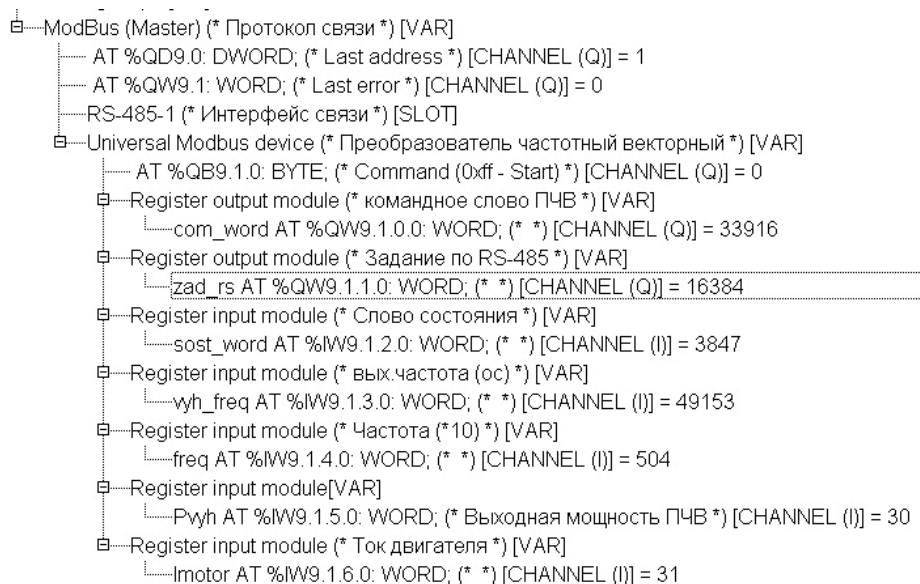 ModBus (Master) (* Протокол связи *) [VAR]
AT %QD9.0: DWORD; (* Last address *) [CHANNEL (Q)] = 1
AT %QW9.1: WORD; (* Last error *) [CHANNEL (Q)] = 0
RS-485-1 (* Интерфейс связи *) [SLOT]
Universal Modbus device (* Преобразователь частотный векторный *) [VAR]
AT %QB9.1.0: BYTE; (* Command (0xff - Start) *) [CHANNEL (Q)] = 0
Register output module (* командное слово ПЧВ *) [VAR]
com_word AT %QW9.1.0.0: WORD; (* *) [CHANNEL (Q)] = 33916
Register output module (* Задание по RS-485 *) [VAR]
zad_rs AT %QW9.1.1.0: WORD; (* *) [CHANNEL (Q)] = 16384
Register input module (* Слово состояния *) [VAR]
sost_word AT %IW9.1.2.0: WORD; (* *) [CHANNEL (I)] = 3847
Register input module (* вых.частота (ос) *) [VAR]
vyh_freq AT %IW9.1.3.0: WORD; (* *) [CHANNEL (I)] = 49153
Register input module (* Частота (*10) *) [VAR]
freq AT %IW9.1.4.0: WORD; (* *) [CHANNEL (I)] = 504
Register input module[VAR]
Pvyh AT %IW9.1.5.0: WORD; (* Выходная мощность ПЧВ *) [CHANNEL (I)] = 30
Register input module (* Ток двигателя *) [VAR]
Imotor AT %IW9.1.6.0: WORD; (* *) [CHANNEL (I)] = 31